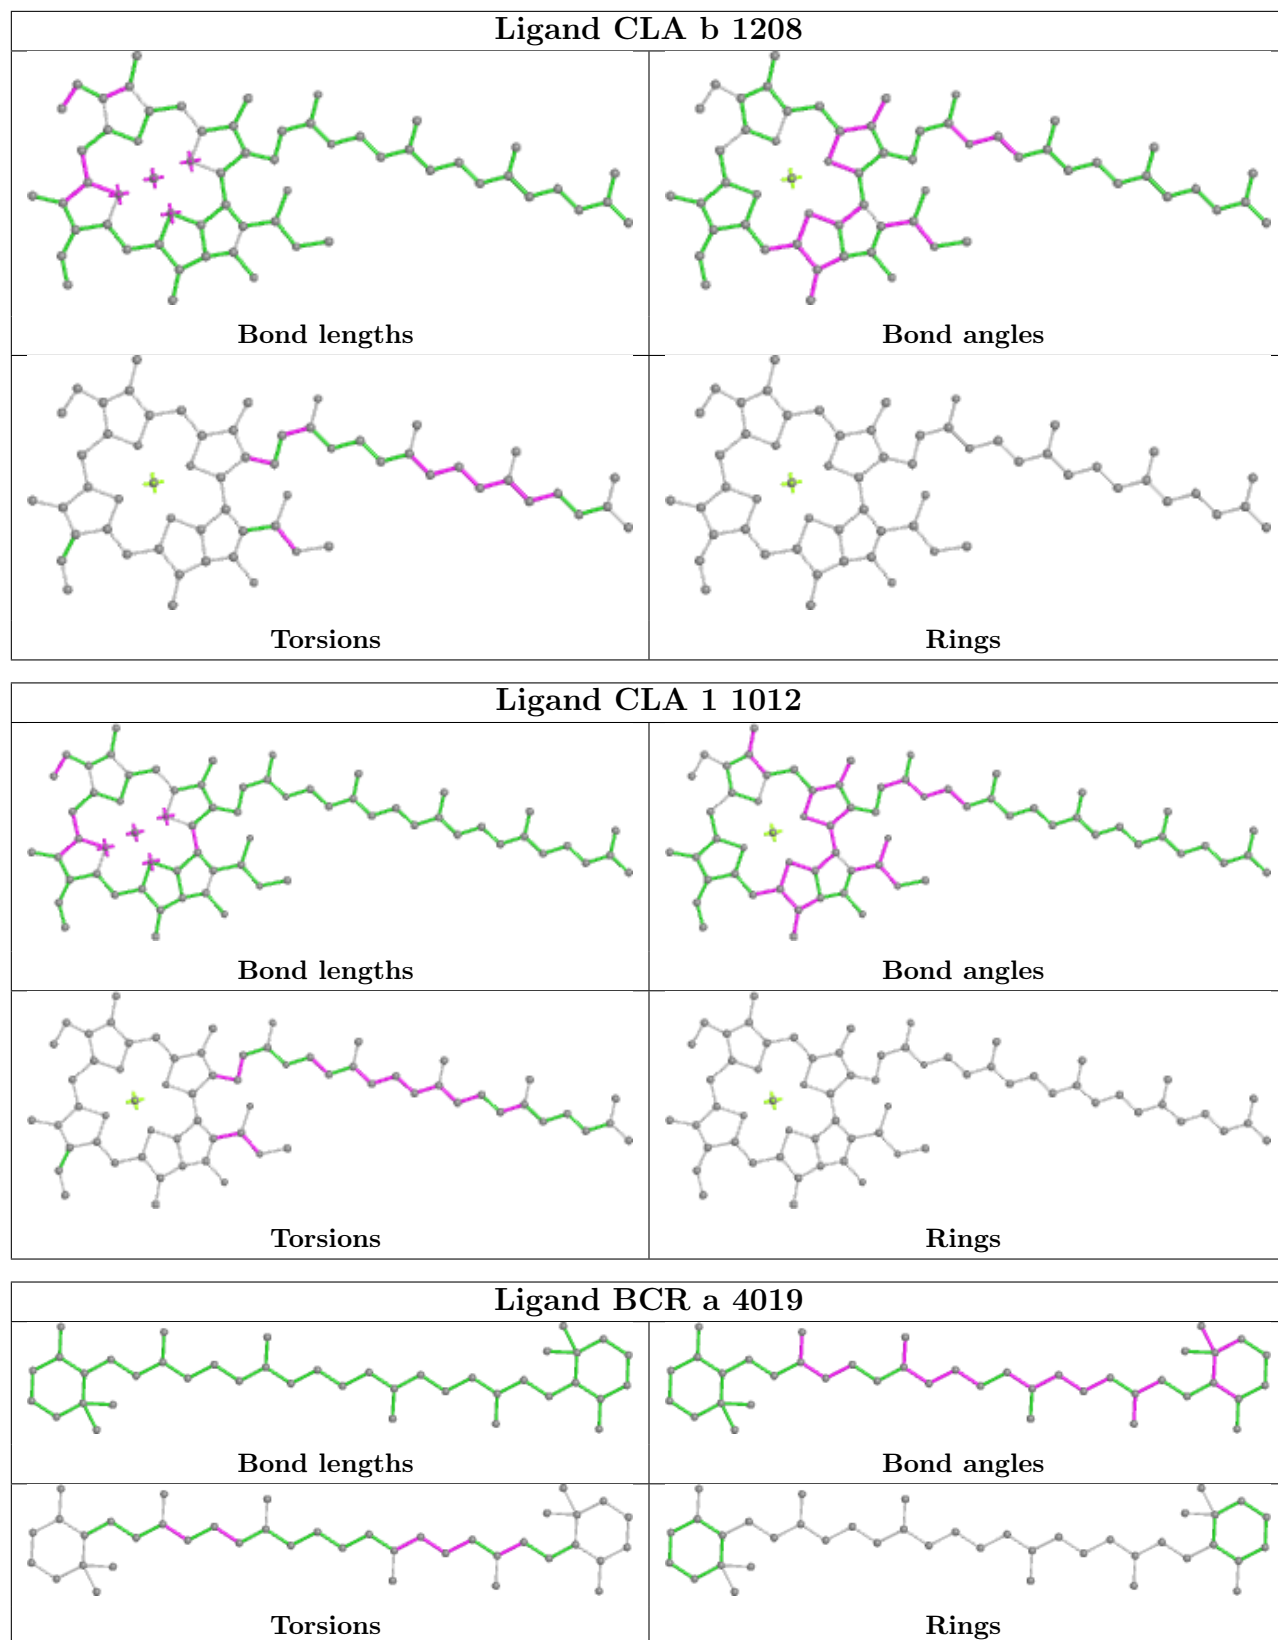 Ligand CLA b 1208
Bond lengths
Bond angles
Torsions
Rings
Ligand CLA 1 1012
Bond lengths
Bond angles
Torsions
Rings
Ligand BCR a 4019
Bond lengths
Bond angles
Torsions
Rings